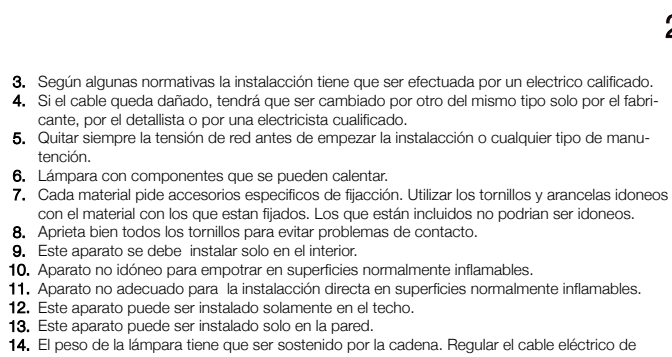 3. Según algunas normativas la instalacción tiene que ser efectuada por un electrico calificado.
4. Si el cable queda dañado, tendrá que ser cambiado por otro del mismo tipo solo por el fabri-
cante, por el detallista o por una electricista cualificado.
5. Quitar siempre la tensión de red antes de empezar la instalacción o cualquier tipo de manu-
tención.
6. Lámpara con componentes que se pueden calentar.
7. Cada material pide accesorios especificos de fijacción. Utilizar los tornillos y arancelas idoneos
con el material con los que estan fijados. Los que están incluidos no podrian ser idoneos.
8. Aprieta bien todos los tornillos para evitar problemas de contacto.
9. Este aparato se debe instalar solo en el interior.
10. Aparato no idóneo para empotrar en superficies normalmente inflamables.
11. Aparato no adecuado para la instalacción directa en superficies normalmente inflamables.
12. Este aparato puede ser instalado solamente en el techo.
13. Este aparato puede ser instalado solo en la pared.
14. El peso de la lámpara tiene que ser sostenido por la cadena. Regular el cable eléctrico de